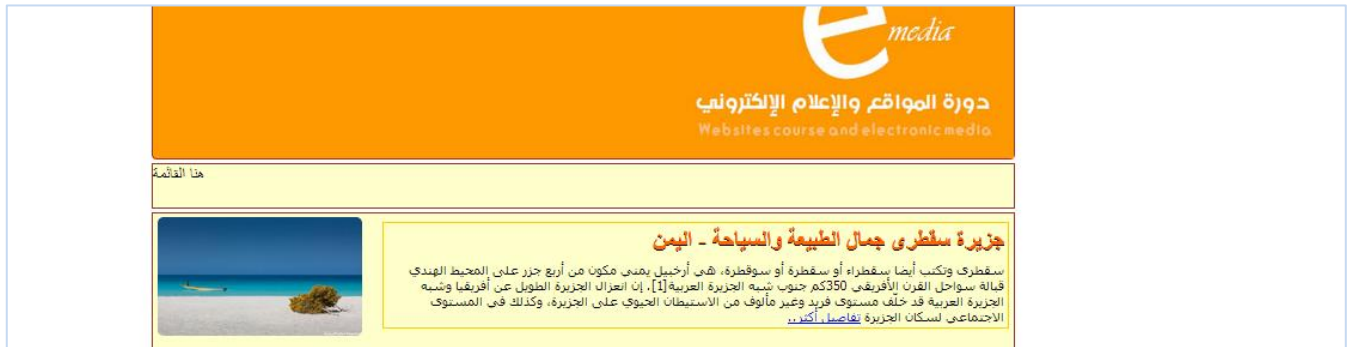 e
media
دورة المواقع والإعلام الإلكتروني
Websites course and electronic media
هنا القائمة
جزيرة سقطرى جمال الطبيعة والسياحة - اليمن
سقطرى وتكتب أيضا سقطراء أو سقطرة أو سوقطرة، هي أرخبيل يمني مكون من أربع جزر على المحيط الهندي
قبالة سواحل القرن الأفريقي 350كم جنوب شبه الجزيرة العربية[1]. إن انعزال الجزيرة الطويل عن أفريقيا وشبه
الجزيرة العربية قد خلّف مستوى فريد وغير مألوف من الاستيطان الحيوي على الجزيرة، وكذلك في المستوى
الاجتماعي لسكان الجزيرة تفاصيل أكثر..